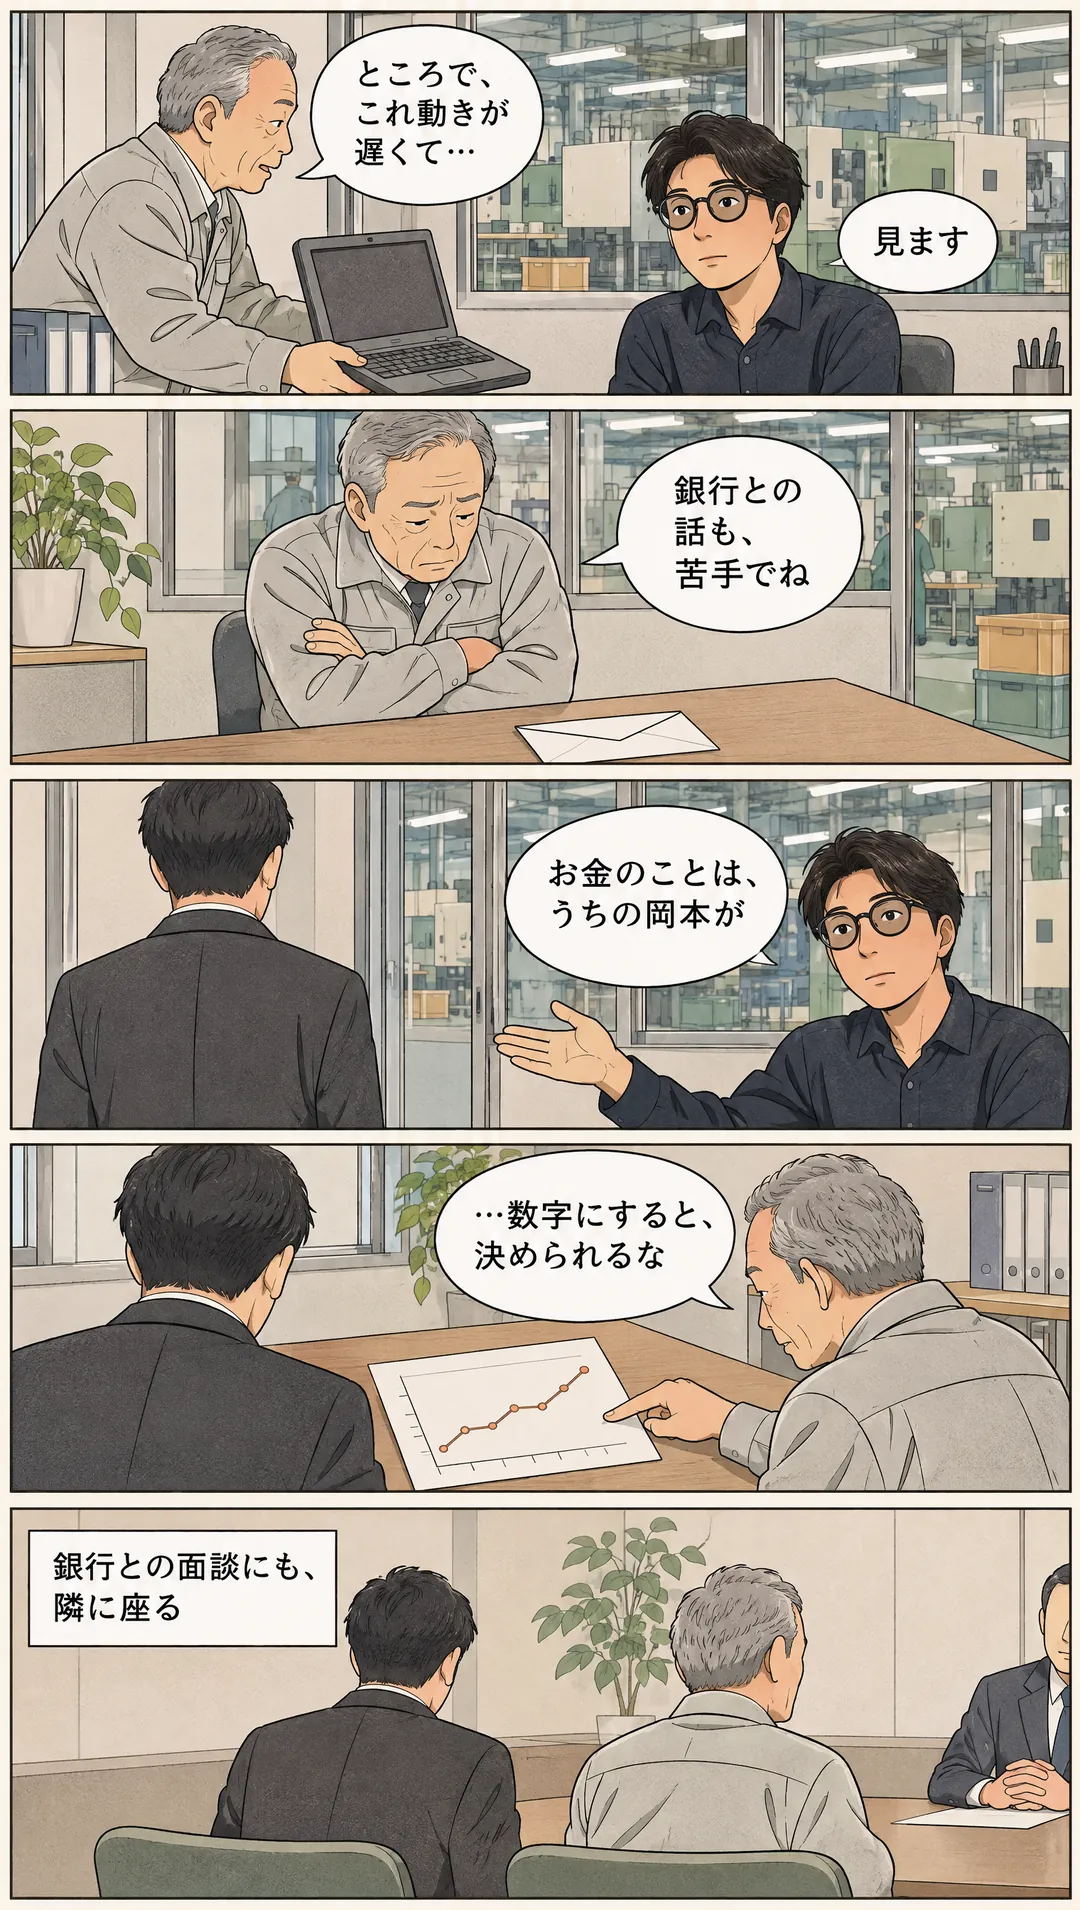 ところで、
これ動きが
遅くて…
見ます
銀行との
話も、
苦手でね
お金のことは、
うちの岡本が
…数字にすると、
決められるな
銀行との面談にも、
隣に座る